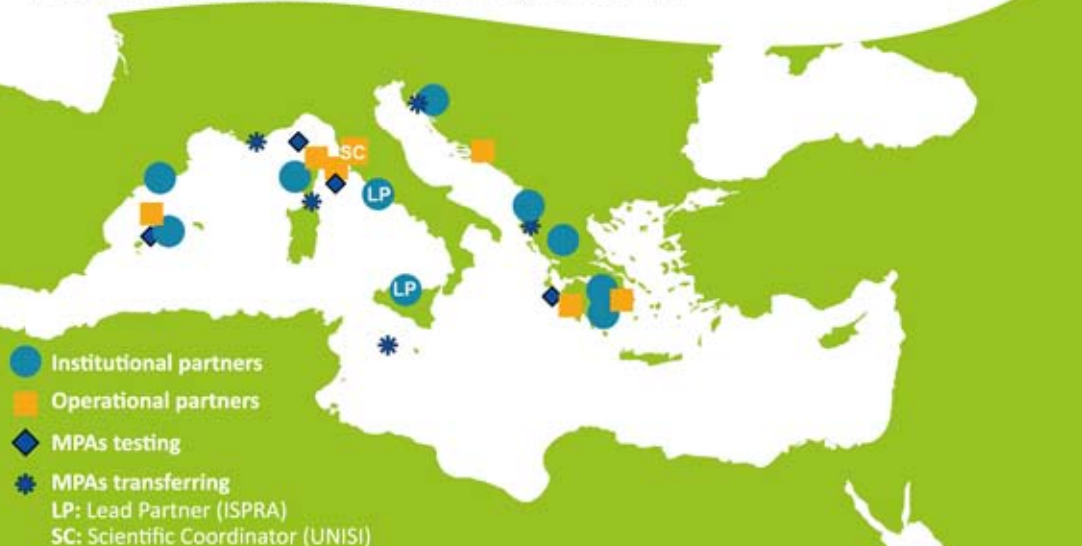 SC
LP
LP
Institutional partners
Operational partners
MPAs testing
MPAs transferring
LP: Lead Partner (ISPRA)
SC: Scientific Coordinator (UNISI)